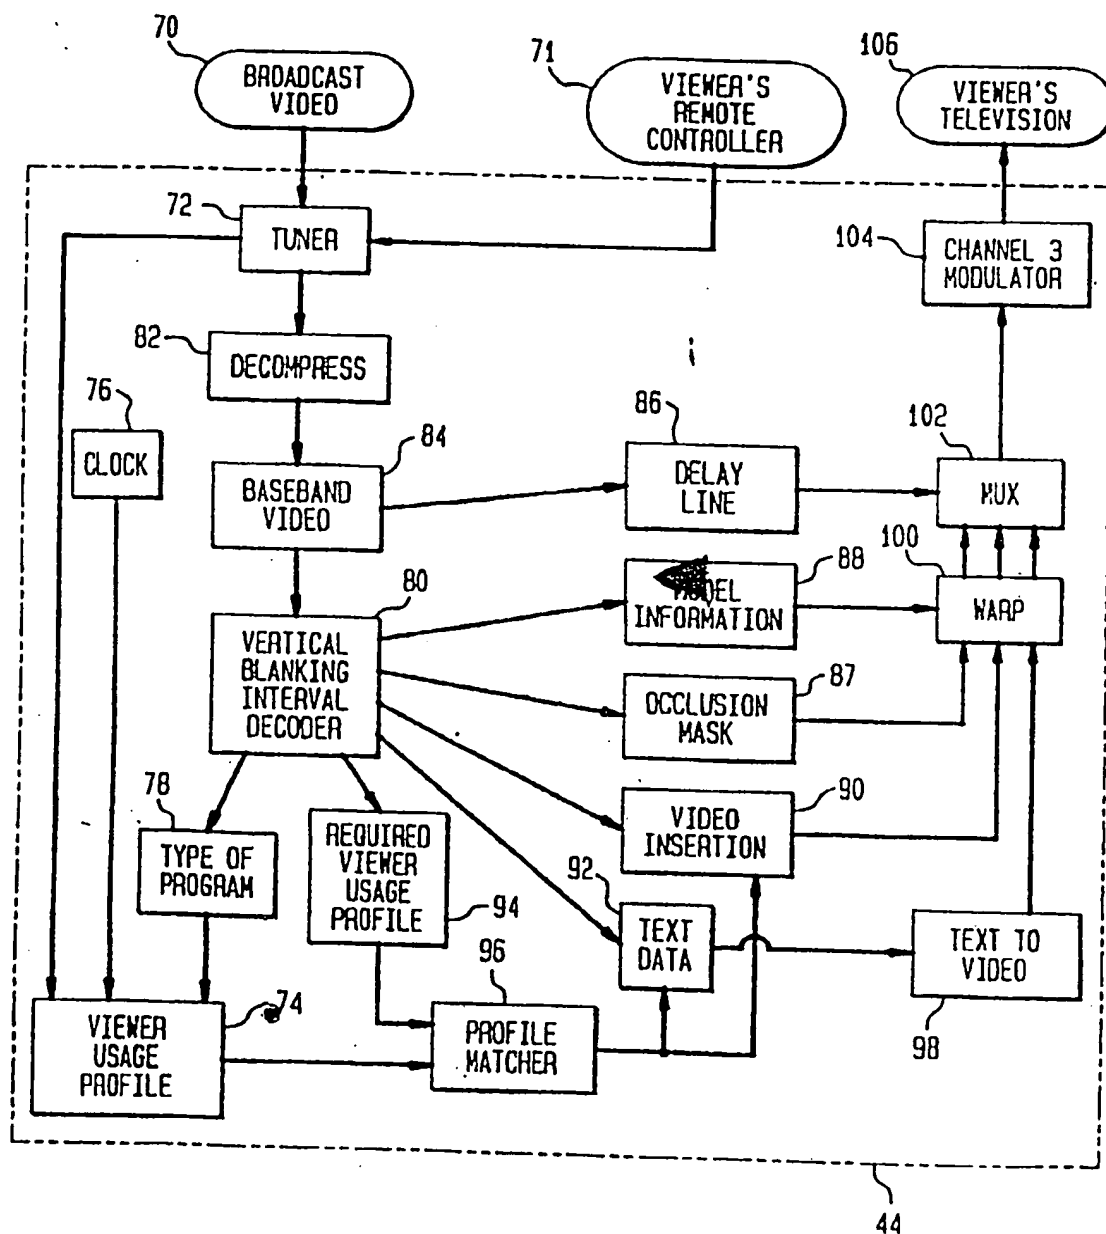 70
BROADCAST
VIDEO
71
VIEWER'S
REMOTE
CONTROLLER
106
VIEWER'S
TELEVISION
72
TUNER
104
CHANNEL 3
MODULATOR
82
DECOMPRESS
76
CLOCK
84
BASEBAND
VIDEO
86
DELAY
LINE
102
MUX
80
VERTICAL
BLANKING
INTERVAL
DECODER
88
MODEL
INFORMATION
100
WARP
87
OCCLUSION
MASK
78
TYPE OF
PROGRAM
REQUIRED
VIEWER
USAGE
PROFILE
94
90
VIDEO
INSERTION
92
TEXT
DATA
TEXT TO
VIDEO
98
74
VIEWER
USAGE
PROFILE
96
PROFILE
MATCHER
44